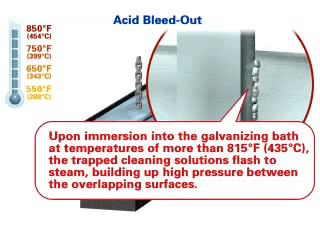 Acid Bleed-Out
850°F
(454°C)
750°F
(399°C)
650°F
(343°C)
550°F
(288°C)
Upon immersion into the galvanizing bath
at temperatures of more than 815°F (435°C),
the trapped cleaning solutions flash to
steam, building up high pressure between
the overlapping surfaces.